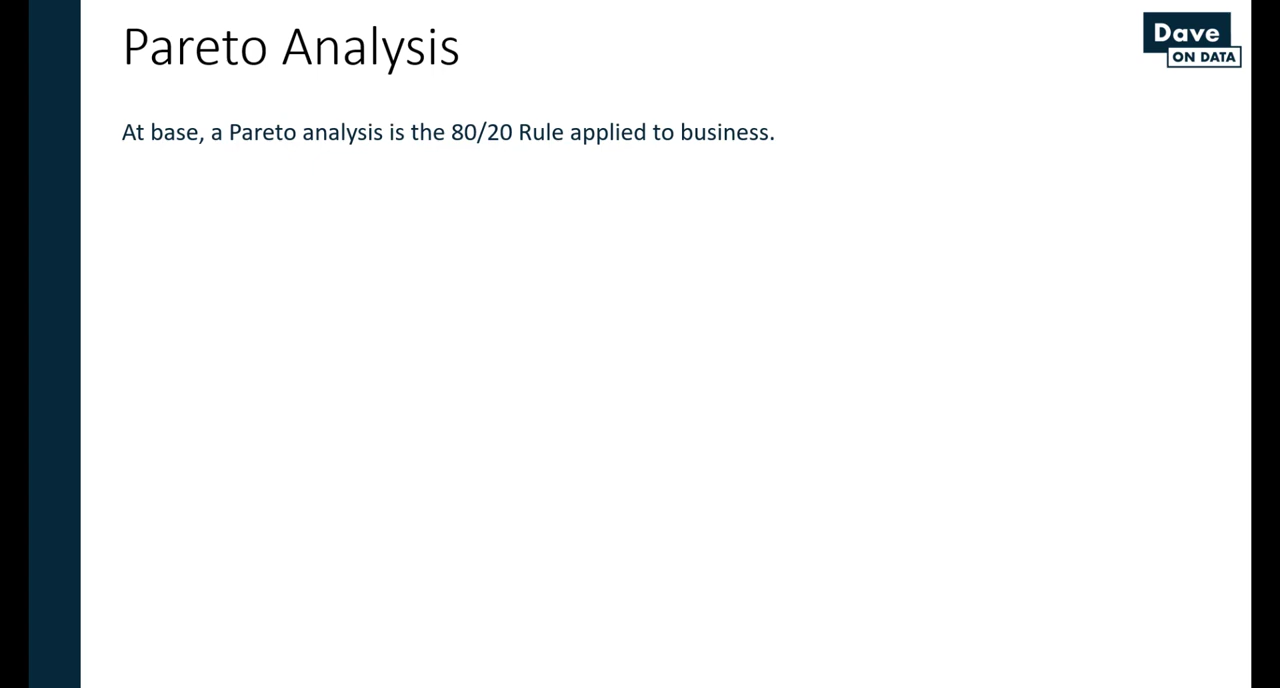 Pareto Analysis
Dave
ON DATA
At base, a Pareto analysis is the 80/20 Rule applied to business.